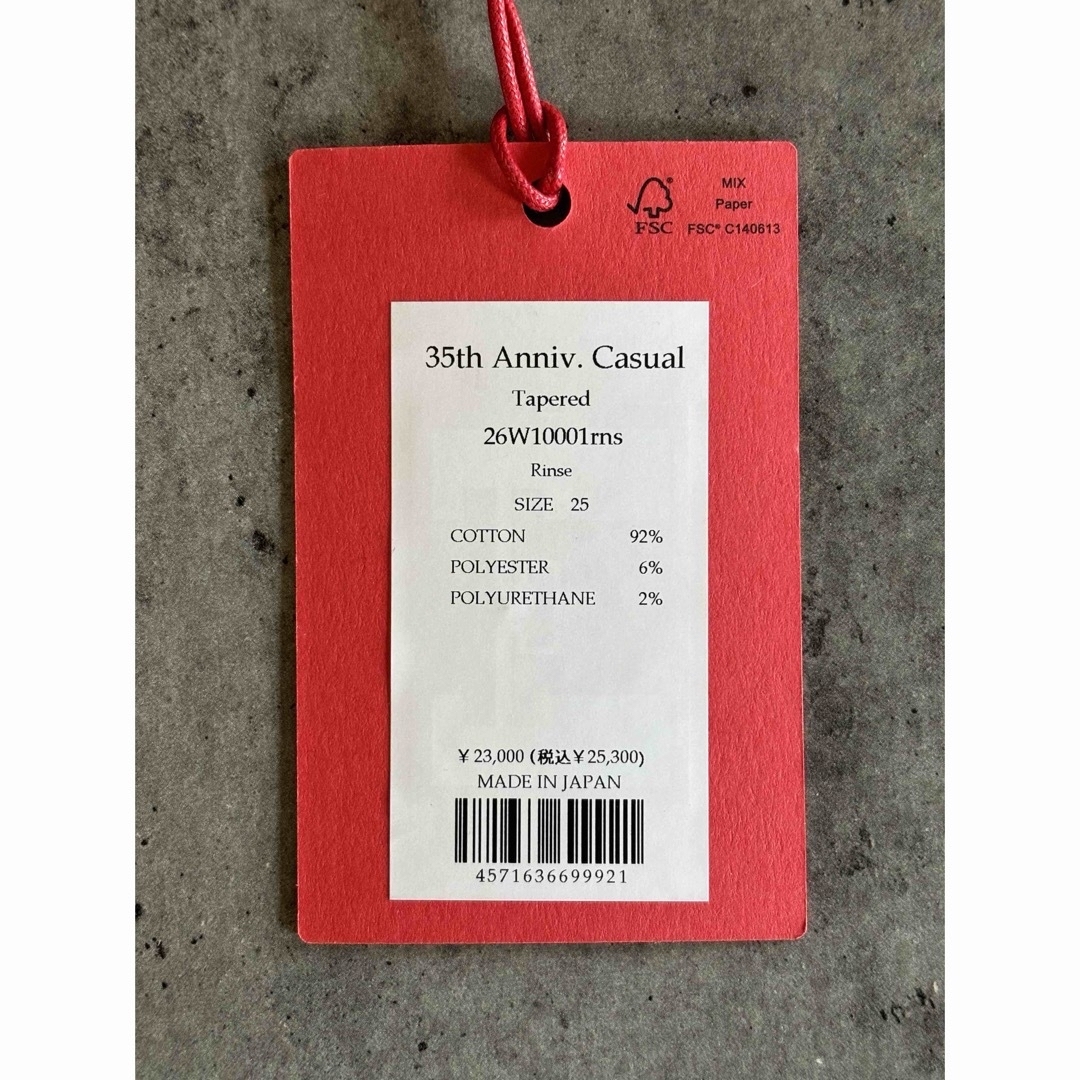 MIX
Paper
FSC® C140613
FSC
35th Anniv. Casual
Tapered
26W10001rns
Rinse
SIZE 25
COTTON 92%
POLYESTER 6%
POLYURETHANE 2%
¥23,000 (税込¥25,300)
MADE IN JAPAN
4571636699921